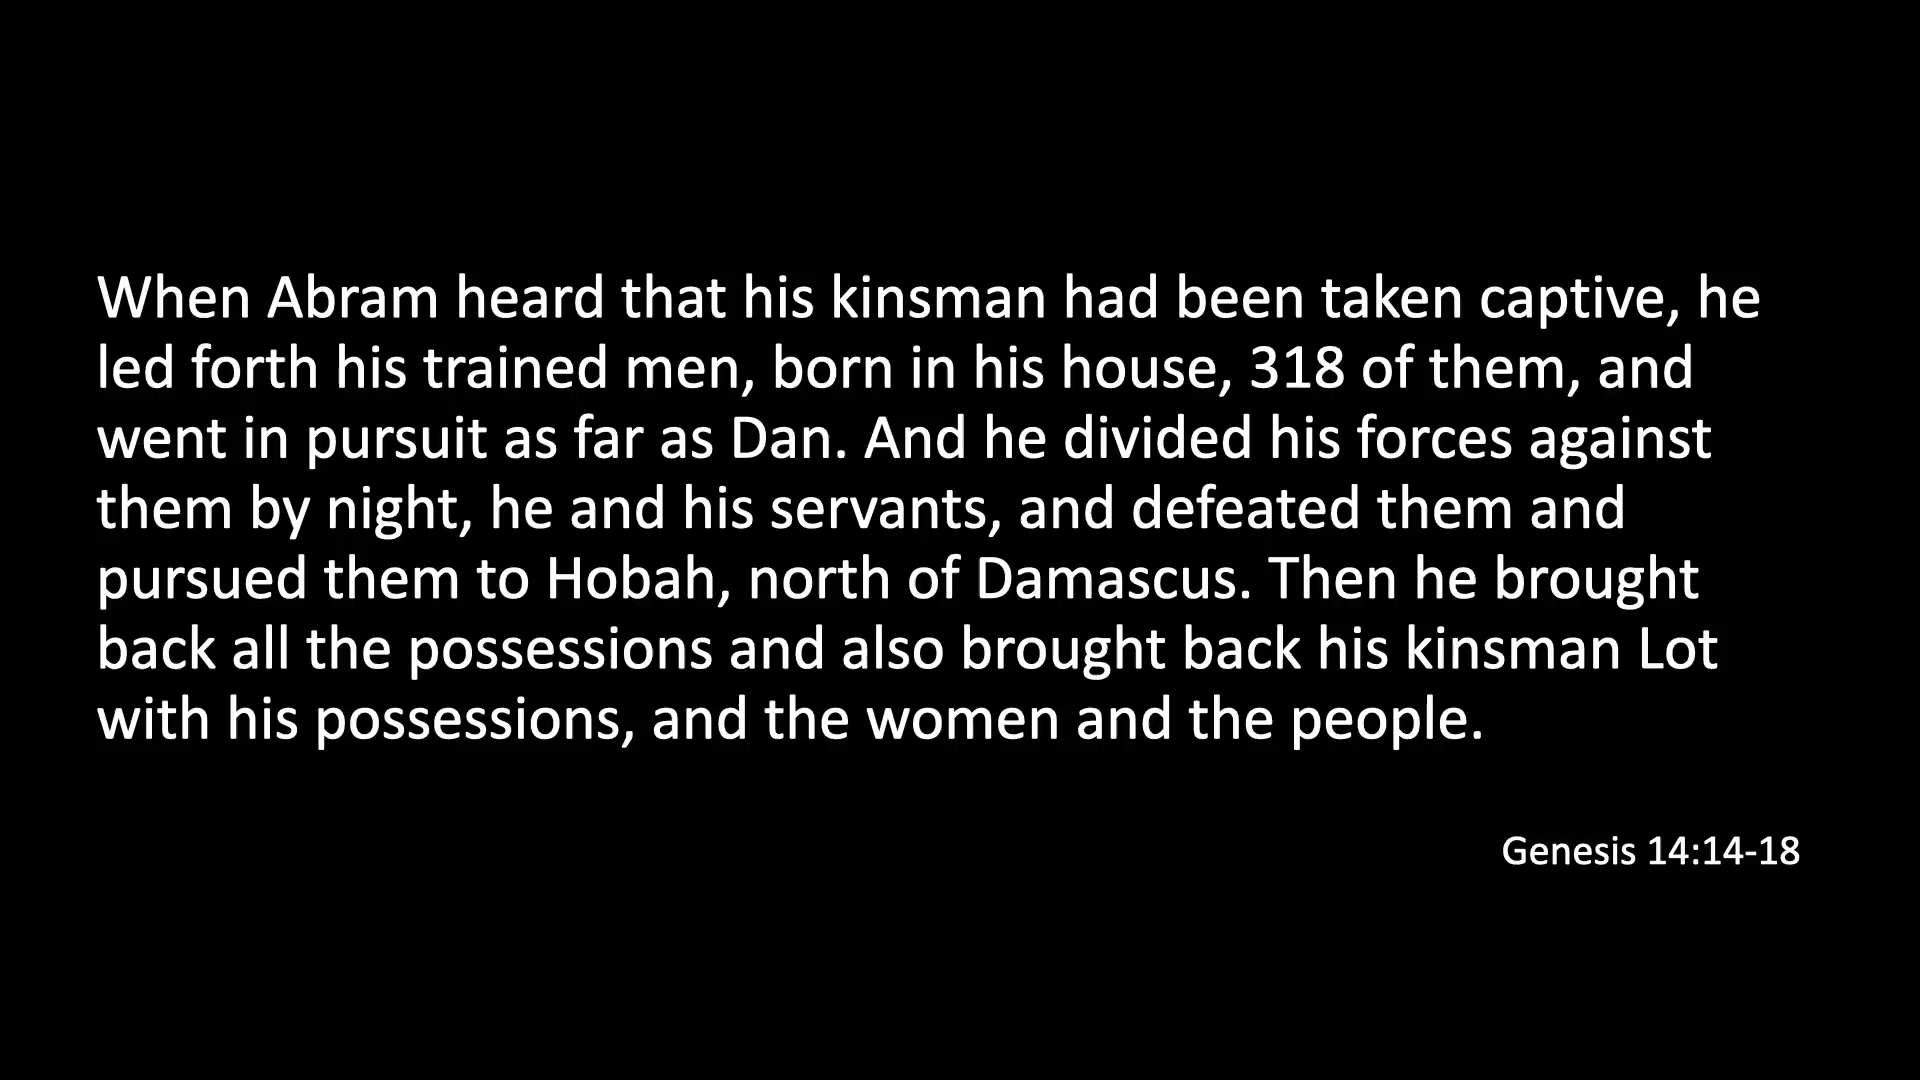 When Abram heard that his kinsman had been taken captive, he
led forth his trained men, born in his house, 318 of them, and
went in pursuit as far as Dan. And he divided his forces against
them by night, he and his servants, and defeated them and
pursued them to Hobah, north of Damascus. Then he brought
back all the possessions and also brought back his kinsman Lot
with his possessions, and the women and the people.
Genesis 14:14-18